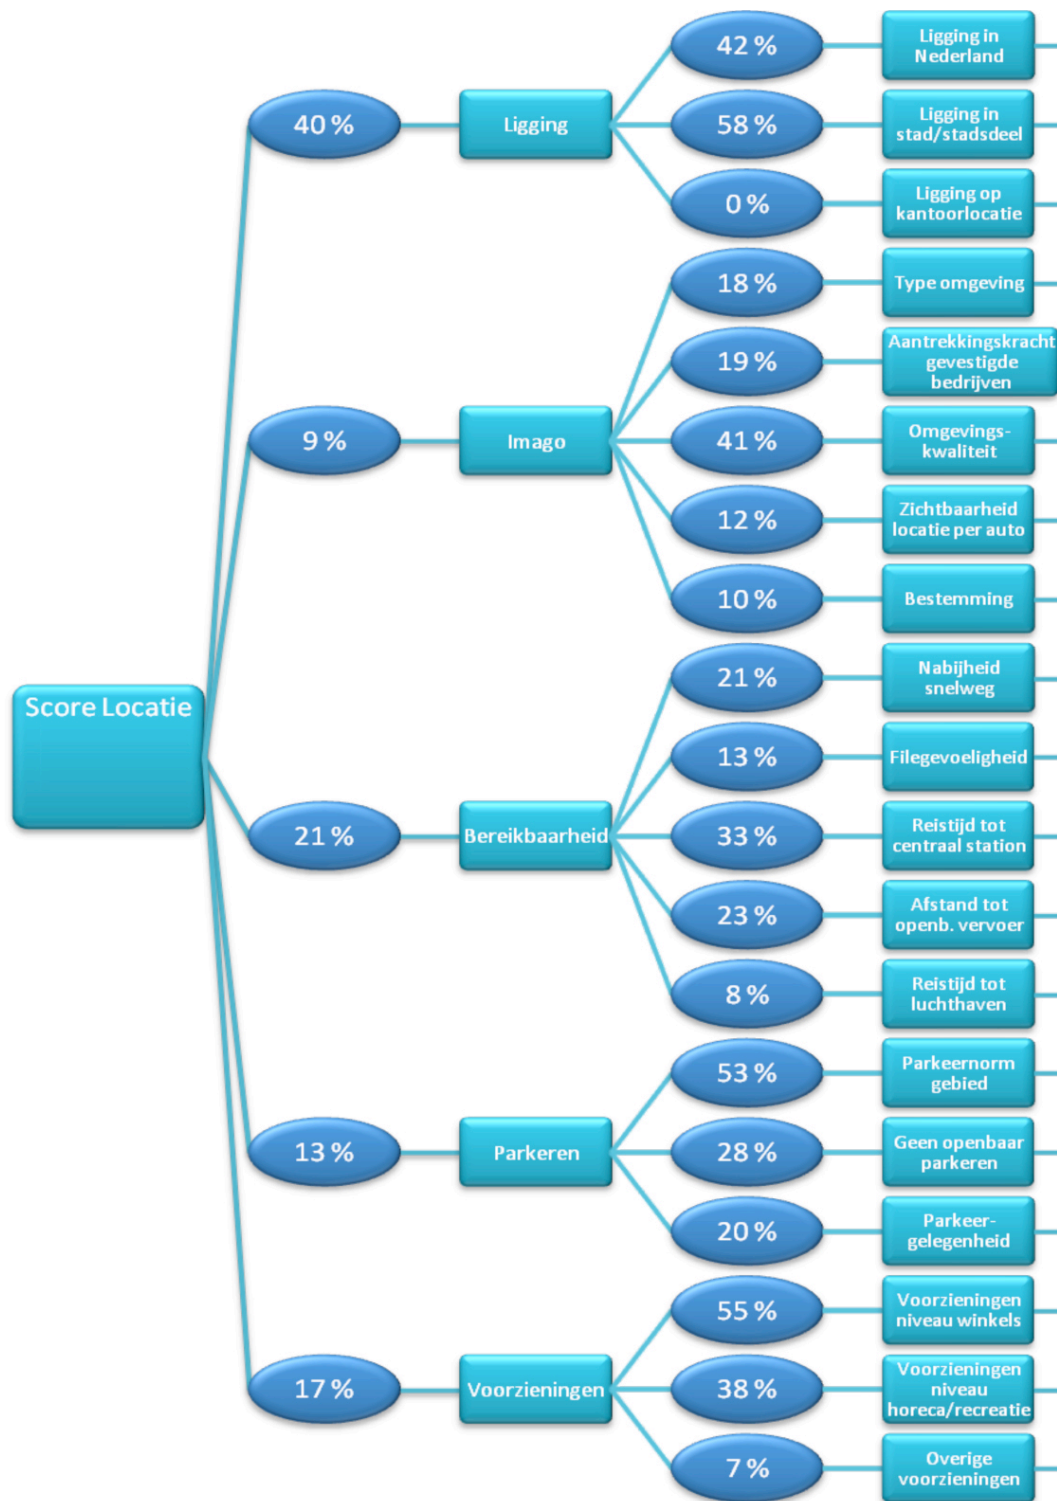 Score Locatie
40 %
Ligging
42 %
Ligging in
Nederland
58 %
Ligging in
stad/stadsdeel
0 %
Ligging op
kantoorlocatie
9 %
Imago
18 %
Type omgeving
19 %
Aantrekkingskracht
gevestigde
bedrijven
41 %
Omgevings-
kwaliteit
12 %
Zichtbaarheid
locatie per auto
10 %
Bestemming
21 %
Bereikbaarheid
21 %
Nabijheid
snelweg
13 %
Filegevoeligheid
33 %
Reistijd tot
centraal station
23 %
Afstand tot
openb. vervoer
8 %
Reistijd tot
luchthaven
13 %
Parkeren
53 %
Parkeernorm
gebied
28 %
Geen openbaar
parkeren
20 %
Parkeer-
gelegenheid
17 %
Voorzieningen
55 %
Voorzieningen
niveau winkels
38 %
Voorzieningen
niveau
horeca/recreatie
7 %
Overige
voorzieningen